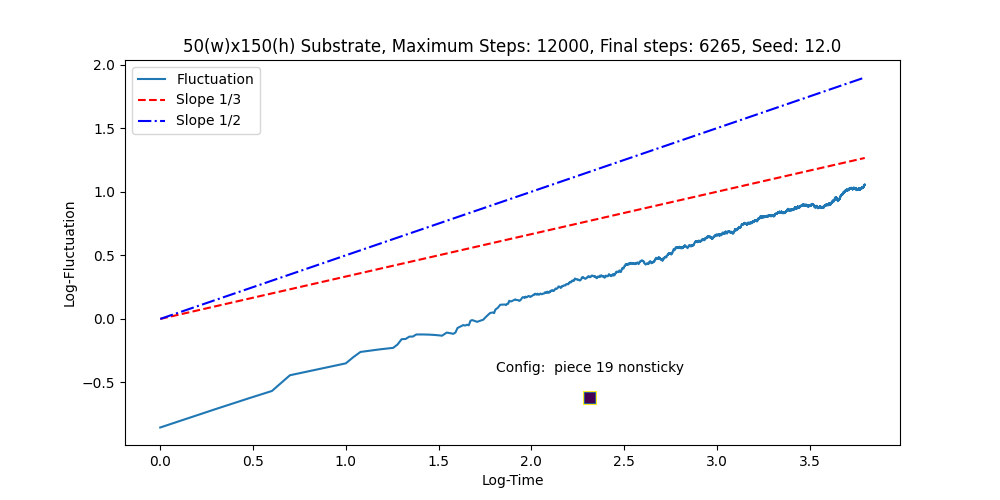 50(w)x150(h) Substrate, Maximum Steps: 12000, Final steps: 6265, Seed: 12.0
Fluctuation
Slope 1/3
Slope 1/2
2.0
1.5
1.0
0.5
0.0
−0.5
Log-Fluctuation
Config:  piece 19 nonsticky
0.0 0.5 1.0 1.5 2.0 2.5 3.0 3.5
Log-Time